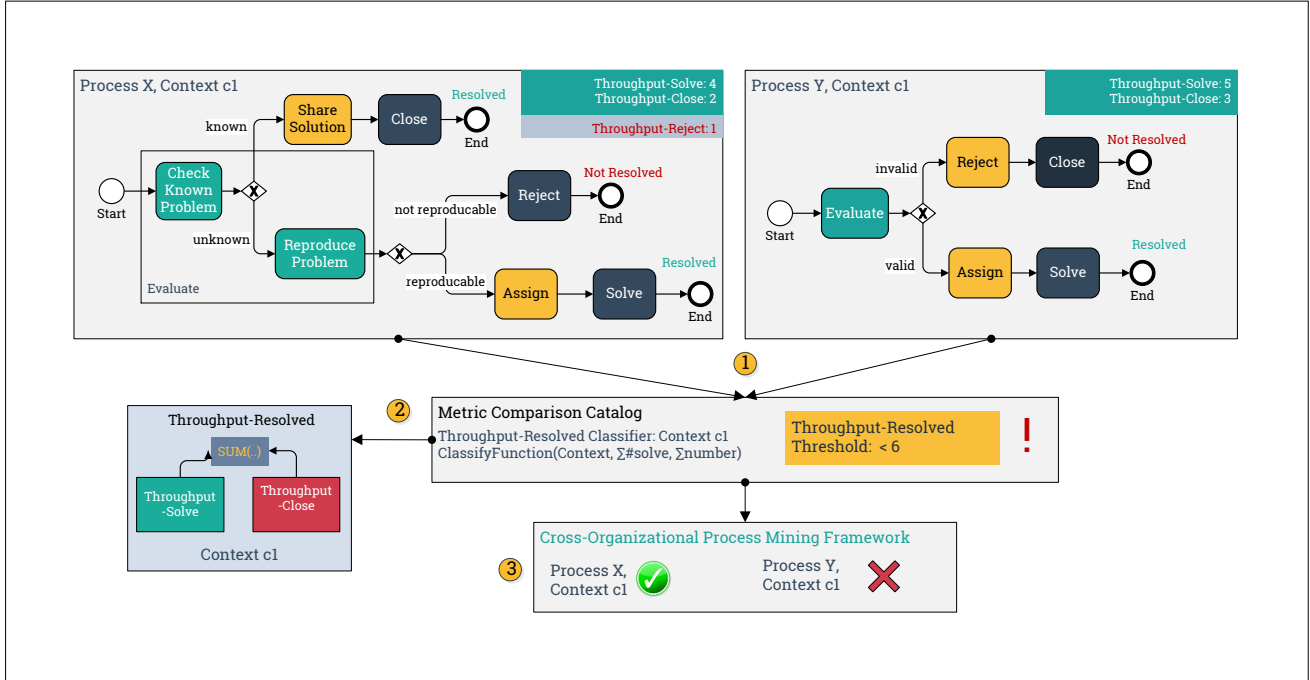 Process X, Context c1
Throughput-Solve: 4
Throughput-Close: 2
Throughput-Reject: 1
known
Share
Solution
Close
Resolved
End
Start
Check
Known
Problem
X
unknown
Reproduce
Problem
Evaluate
X
not reproducable
Reject
Not Resolved
End
reproducable
Assign
Solve
Resolved
End
Process Y, Context c1
Throughput-Solve: 5
Throughput-Close: 3
Start
Evaluate
X
invalid
Reject
Close
Not Resolved
End
valid
Assign
Solve
Resolved
End
1
Metric Comparison Catalog
Throughput-Resolved Classifier: Context c1
ClassifyFunction(Context, ∑#solve, ∑number)
Throughput-Resolved
Threshold: < 6
!
2
Throughput-Resolved
SUM(..)
Throughput
-Solve
Throughput
-Close
Context c1
3
Cross-Organizational Process Mining Framework
Process X,
Context c1
Process Y,
Context c1